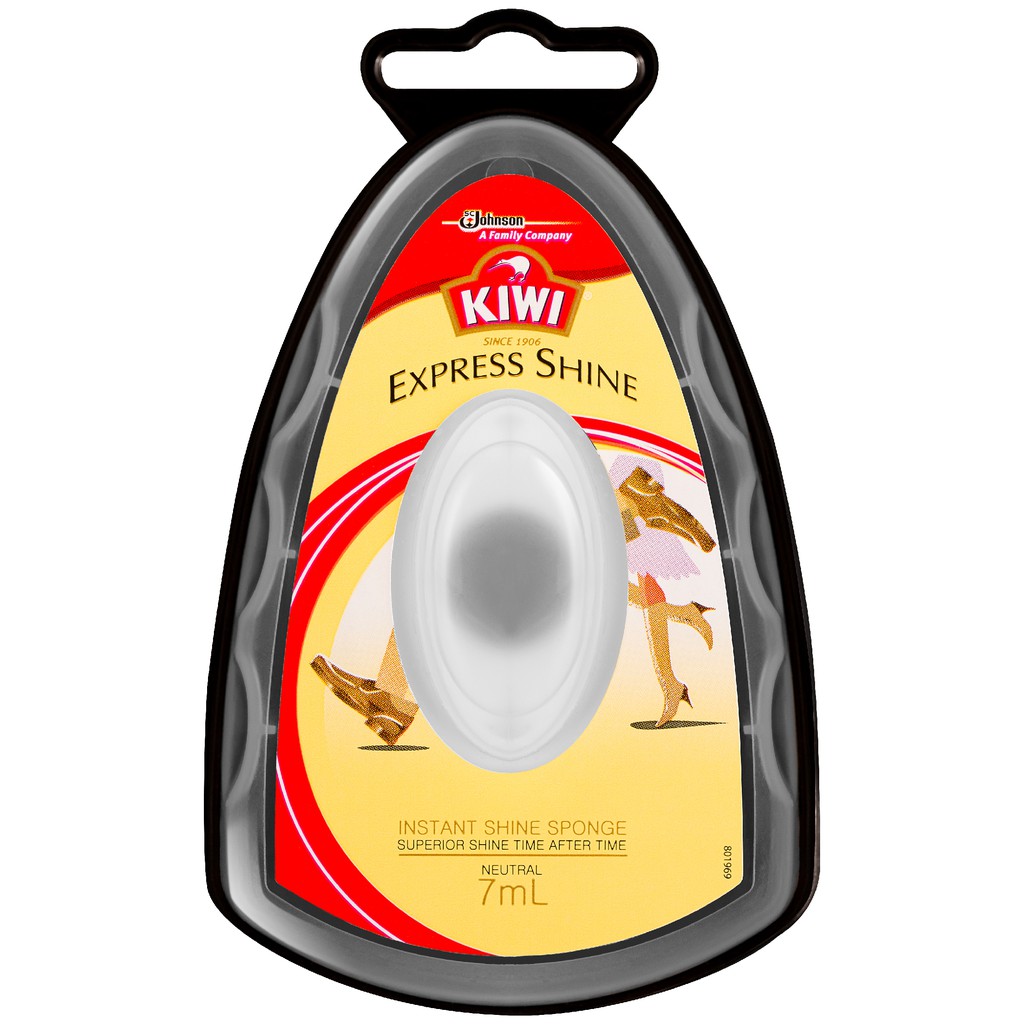 SC Johnson
A Family Company
KIWI®
SINCE 1906
EXPRESS SHINE
INSTANT SHINE SPONGE
SUPERIOR SHINE TIME AFTER TIME
NEUTRAL
7mL
801969